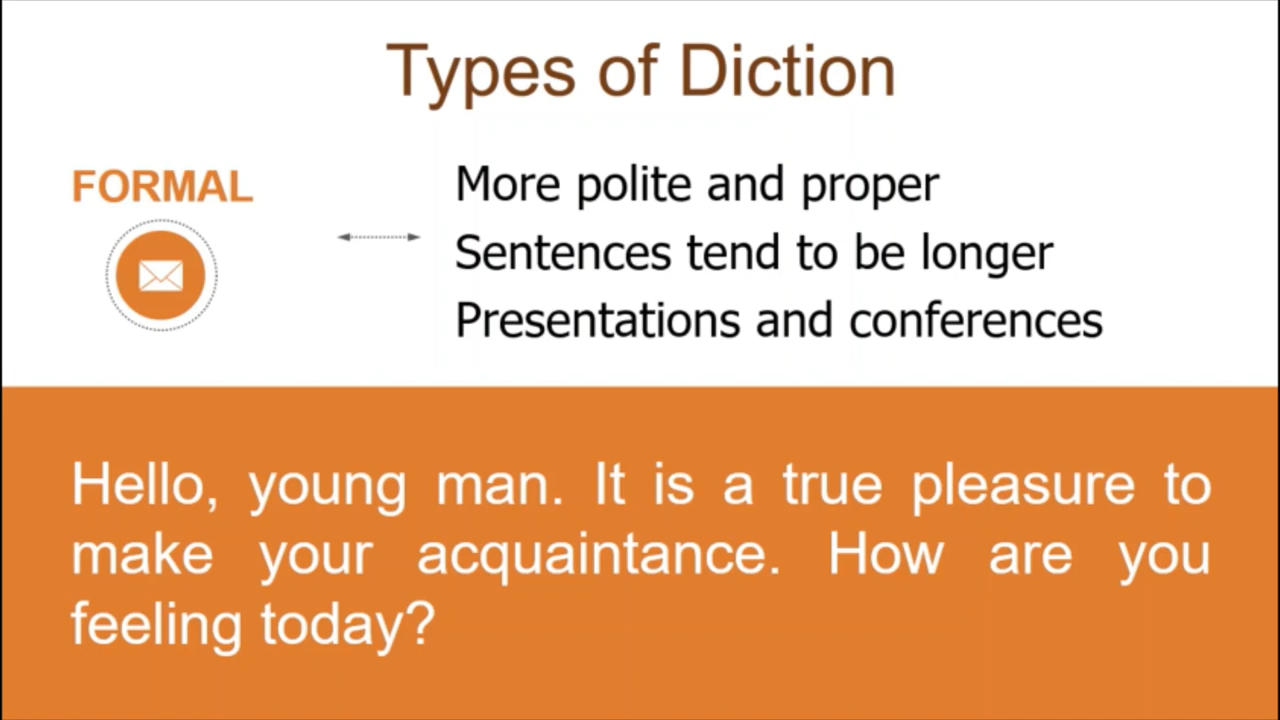 Types of Diction
FORMAL
More polite and proper
Sentences tend to be longer
Presentations and conferences
Hello, young man. It is a true pleasure to
make your acquaintance. How are you
feeling today?